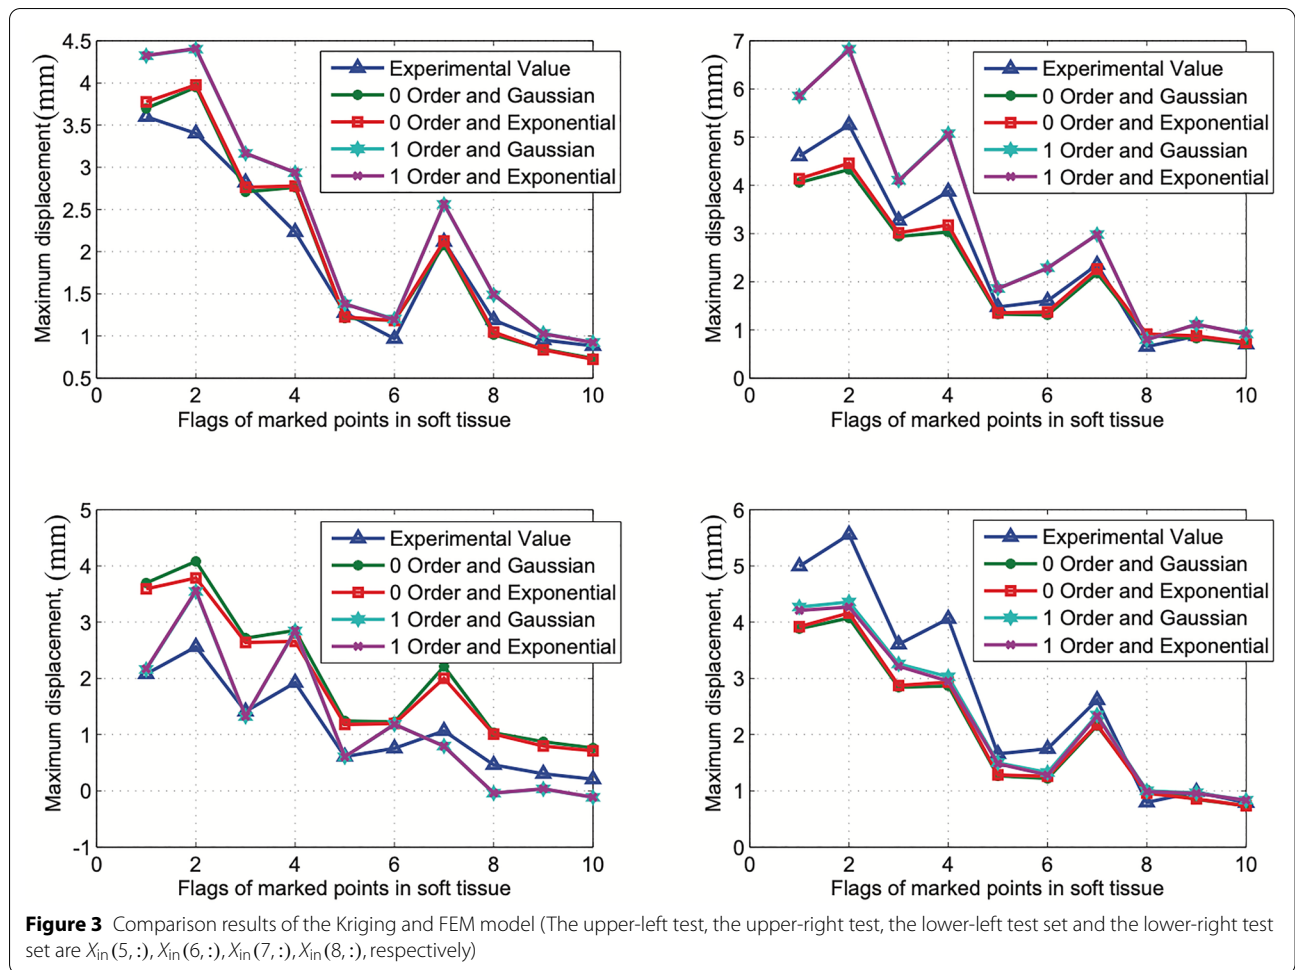 4.5
4
3.5
3
2.5
2
1.5
1
0.5
0 2 4 6 8 10
Maximum displacement(mm)
Flags of marked points in soft tissue
Experimental Value
0 Order and Gaussian
0 Order and Exponential
1 Order and Gaussian
1 Order and Exponential
7
6
5
4
3
2
1
0
0 2 4 6 8 10
Maximum displacement(mm)
Flags of marked points in soft tissue
Experimental Value
0 Order and Gaussian
0 Order and Exponential
1 Order and Gaussian
1 Order and Exponential
5
4
3
2
1
0
-1
0 2 4 6 8 10
Maximum displacement, (mm)
Flags of marked points in soft tissue
Experimental Value
0 Order and Gaussian
0 Order and Exponential
1 Order and Gaussian
1 Order and Exponential
6
5
4
3
2
1
0
0 2 4 6 8 10
Maximum displacement, (mm)
Flags of marked points in soft tissue
Experimental Value
0 Order and Gaussian
0 Order and Exponential
1 Order and Gaussian
1 Order and Exponential
Figure 3 Comparison results of the Kriging and FEM model (The upper-left test, the upper-right test, the lower-left test set and the lower-right test
set are Xin(5,:), Xin(6,:), Xin(7,:), Xin(8,:), respectively)